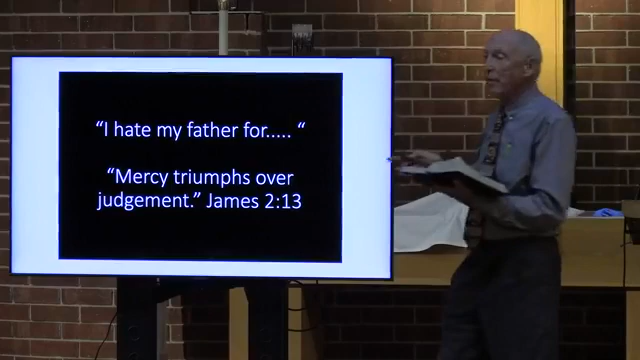 “I hate my father for..... “
“Mercy triumphs over
judgement.” James 2:13